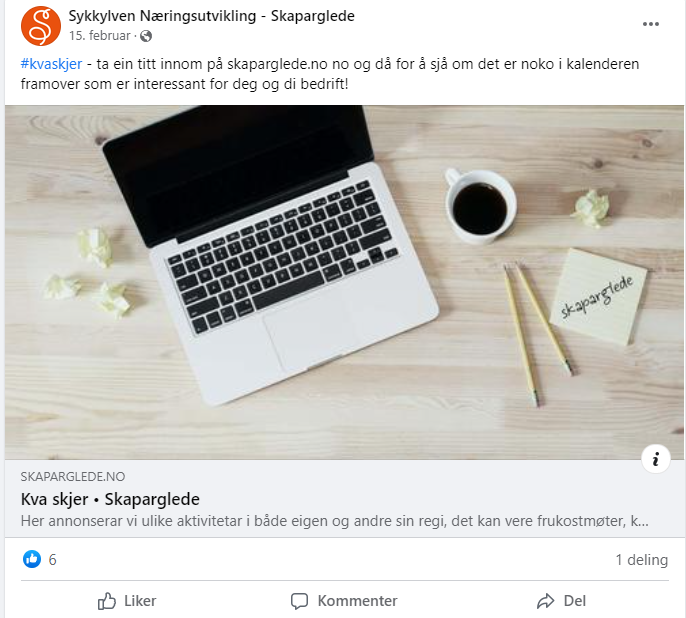 Sykkylven Næringsutvikling - Skaparglede
15. februar ·
#kvaskjer - ta ein titt innom på skaparglede.no no og då for å sjå om det er noko i kalenderen
framover som er interessant for deg og di bedrift!
skaparglede
SKAPARGLEDE.NO
Kva skjer • Skaparglede
Her annonserar vi ulike aktivitetar i både eigen og andre sin regi, det kan vere frukostmøter, k...
6
1 deling
Liker
Kommenter
Del